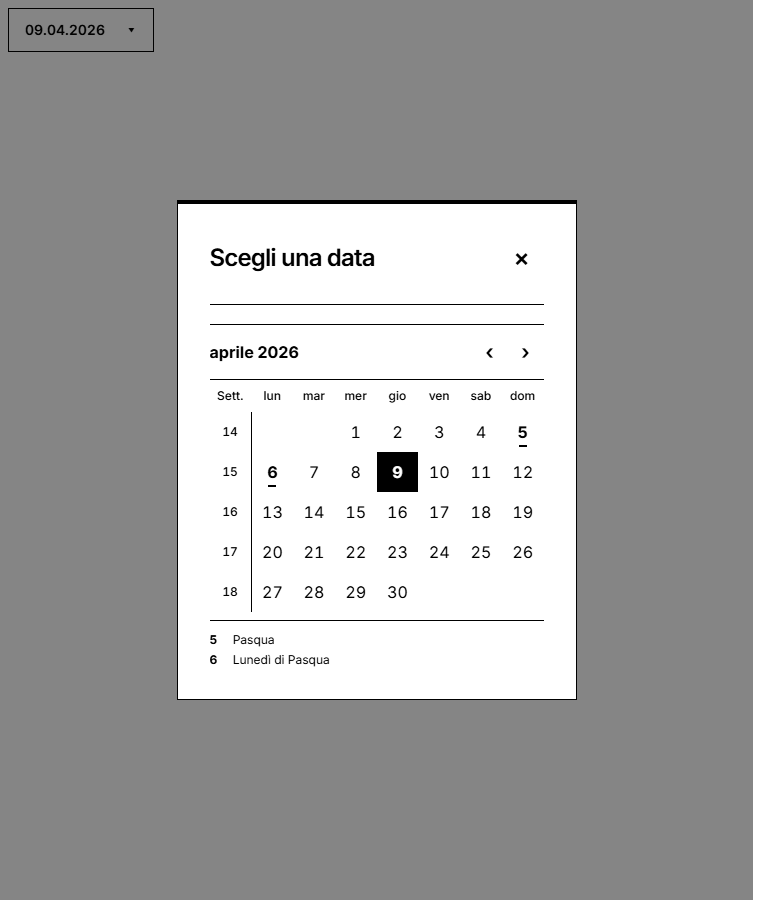 09.04.2026 ▾
Scegli una data ×
aprile 2026 ‹ ›
Sett. lun mar mer gio ven sab dom
14 1 2 3 4 5
15 6 7 8 9 10 11 12
16 13 14 15 16 17 18 19
17 20 21 22 23 24 25 26
18 27 28 29 30
5 Pasqua
6 Lunedì di Pasqua